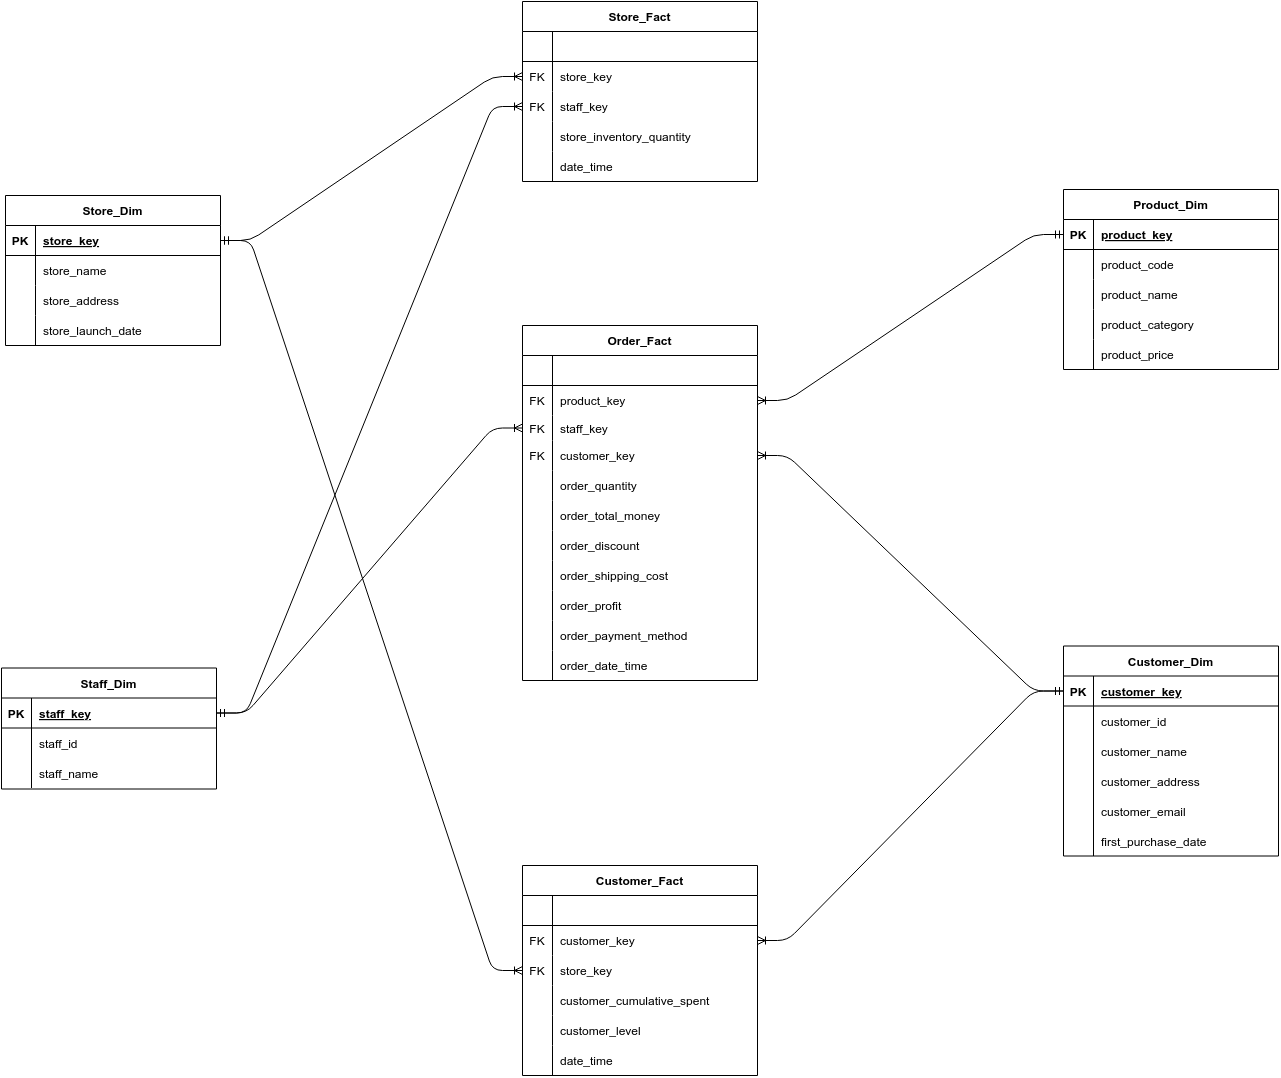 Store_Fact
FK store_key
FK staff_key
store_inventory_quantity
date_time
Store_Dim
PK store_key
store_name
store_address
store_launch_date
Product_Dim
PK product_key
product_code
product_name
product_category
product_price
Order_Fact
FK product_key
FK staff_key
FK customer_key
order_quantity
order_total_money
order_discount
order_shipping_cost
order_profit
order_payment_method
order_date_time
Staff_Dim
PK staff_key
staff_id
staff_name
Customer_Dim
PK customer_key
customer_id
customer_name
customer_address
customer_email
first_purchase_date
Customer_Fact
FK customer_key
FK store_key
customer_cumulative_spent
customer_level
date_time